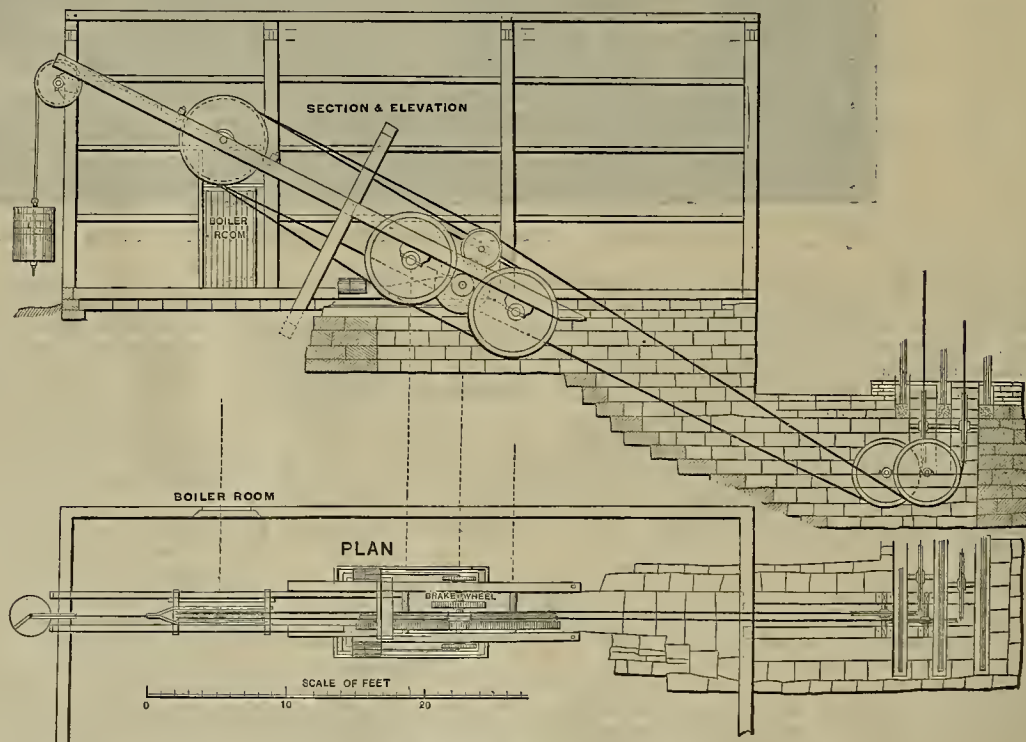 SECTION & ELEVATION
BOILER
ROOM
BOILER ROOM
PLAN
BRAKE-WHEEL
SCALE OF FEET
0 10 20